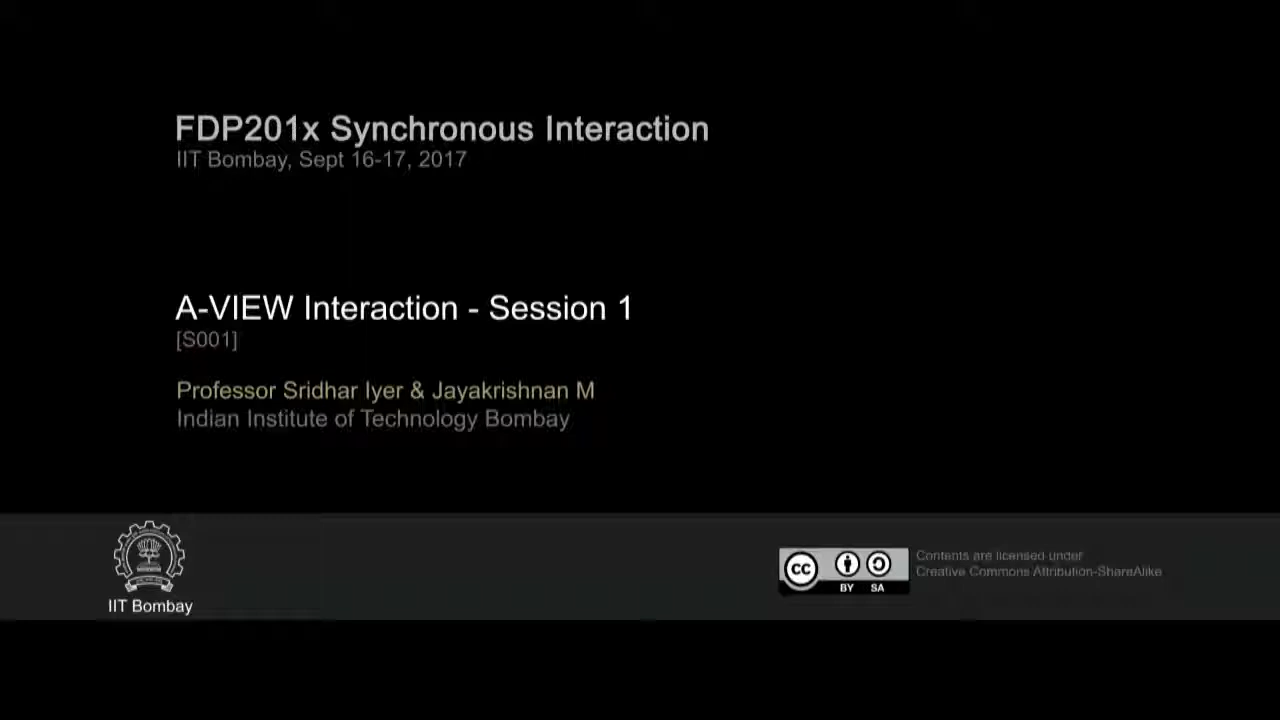 FDP201x Synchronous Interaction
IIT Bombay, Sept 16-17, 2017
A-VIEW Interaction - Session 1
[S001]
Professor Sridhar Iyer & Jayakrishnan M
Indian Institute of Technology Bombay
IIT Bombay
cc
BY SA
Contents are licensed under
Creative Commons Attribution-ShareAlike